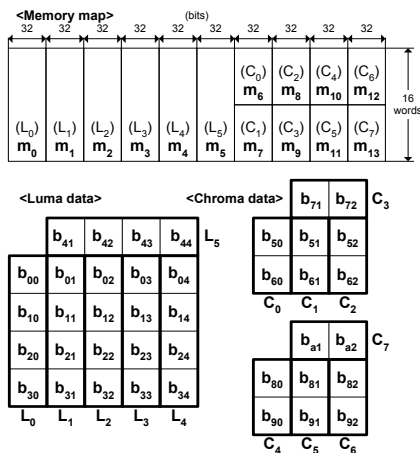 <Memory map>
(bits)
32 32 32 32 32 32 32 32 32 32
(C₀) (C₂) (C₄) (C₆)
m₆ m₈ m₁₀ m₁₂
16 words
(L₀) (L₁) (L₂) (L₃) (L₄) (L₅) (C₁) (C₃) (C₅) (C₇)
m₀ m₁ m₂ m₃ m₄ m₅ m₇ m₉ m₁₁ m₁₃
<Luma data>
b₄₁ b₄₂ b₄₃ b₄₄ L₅
b₀₀ b₀₁ b₀₂ b₀₃ b₀₄
b₁₀ b₁₁ b₁₂ b₁₃ b₁₄
b₂₀ b₂₁ b₂₂ b₂₃ b₂₄
b₃₀ b₃₁ b₃₂ b₃₃ b₃₄
L₀ L₁ L₂ L₃ L₄
<Chroma data>
b₇₁ b₇₂ C₃
b₅₀ b₅₁ b₅₂
b₆₀ b₆₁ b₆₂
C₀ C₁ C₂
bₐ₁ bₐ₂ C₇
b₈₀ b₈₁ b₈₂
b₉₀ b₉₁ b₉₂
C₄ C₅ C₆